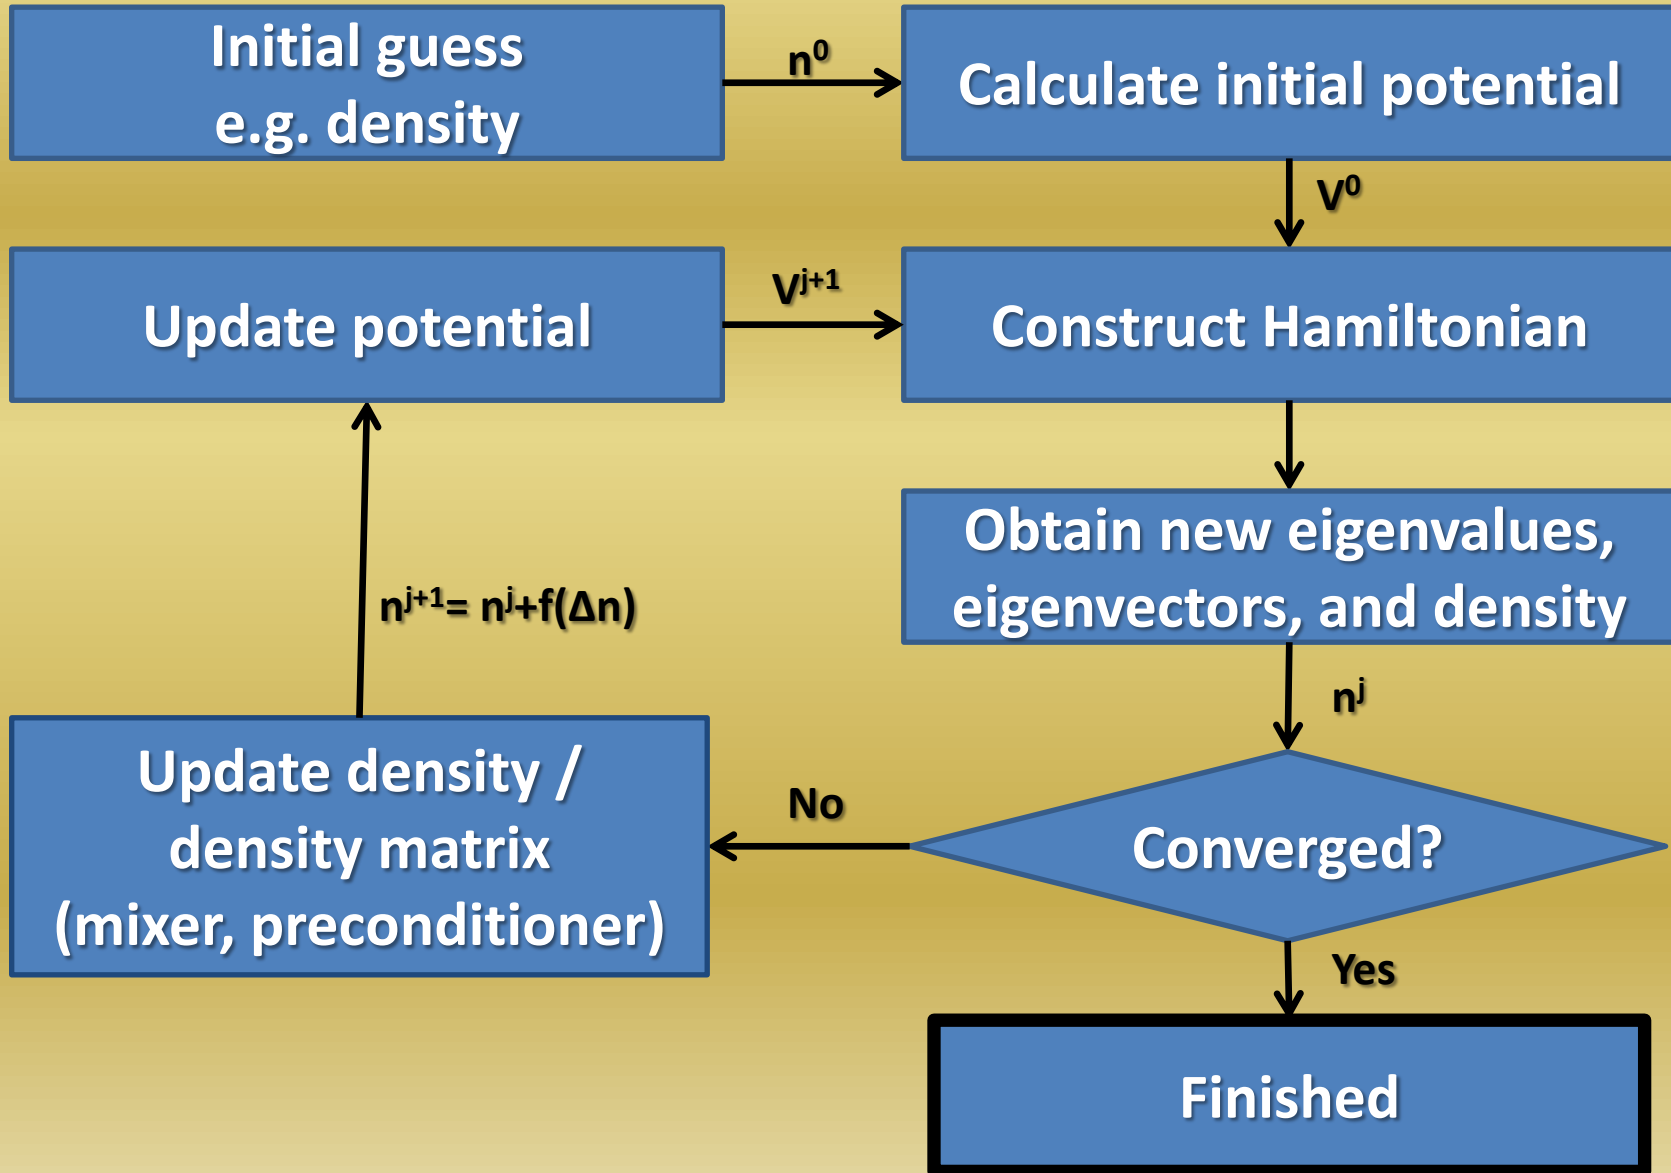 Initial guess
e.g. density
n⁰
Calculate initial potential
V⁰
Update potential
Vʲ⁺¹
Construct Hamiltonian
Obtain new eigenvalues,
eigenvectors, and density
nʲ⁺¹= nʲ+f(Δn)
nʲ
Update density /
density matrix
(mixer, preconditioner)
No
Converged?
Yes
Finished